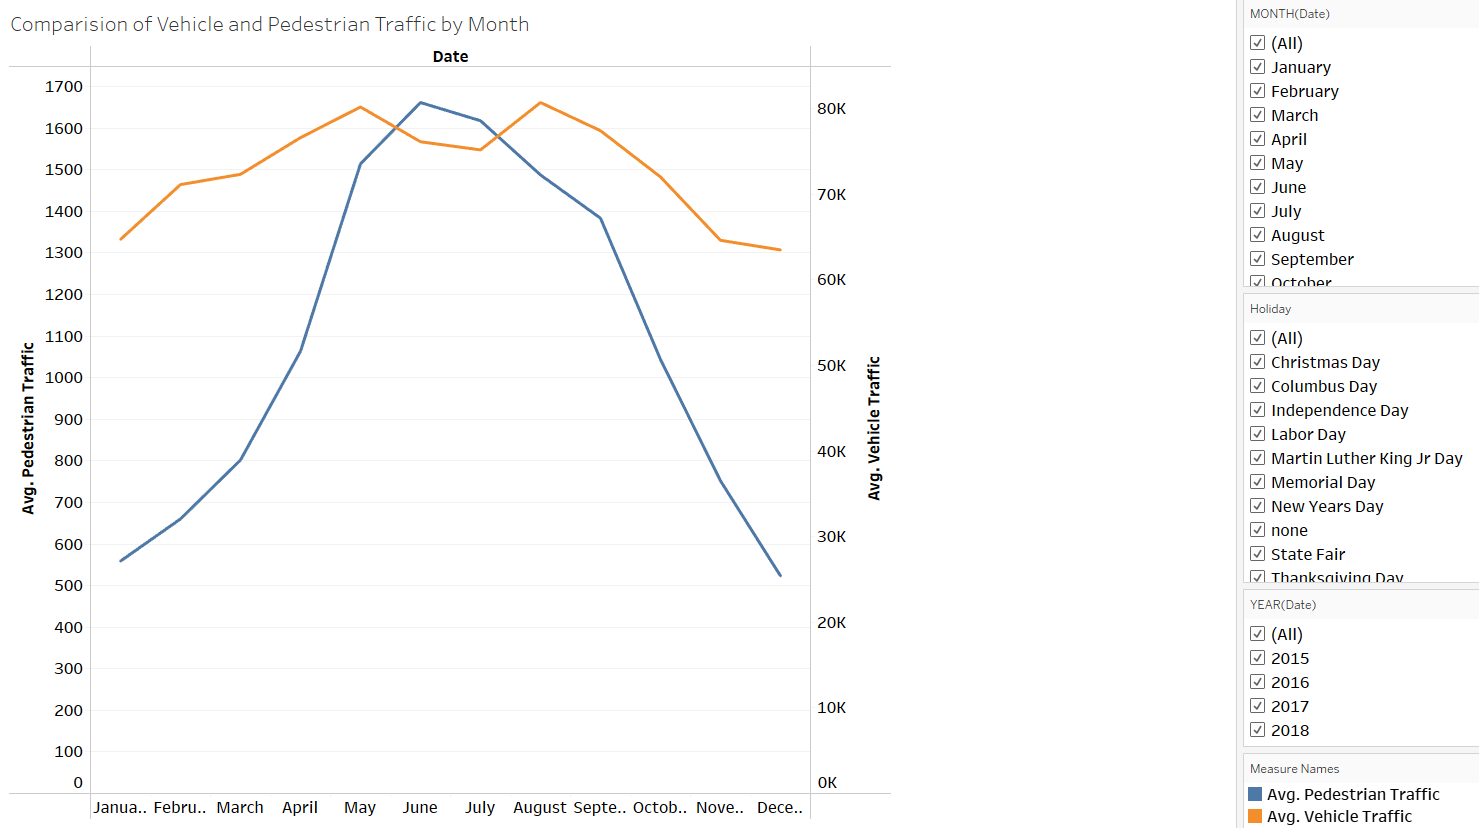 Comparision of Vehicle and Pedestrian Traffic by Month
Date
Avg. Pedestrian Traffic
1700
1600
1500
1400
1300
1200
1100
1000
900
800
700
600
500
400
300
200
100
0
80K
70K
60K
50K
40K
30K
20K
10K
0K
Avg. Vehicle Traffic
Janua.. Febru.. March April May June July August Septe.. Octob.. Nove.. Dece..
MONTH(Date)
(All)
January
February
March
April
May
June
July
August
September
October
Holiday
(All)
Christmas Day
Columbus Day
Independence Day
Labor Day
Martin Luther King Jr Day
Memorial Day
New Years Day
none
State Fair
Thanksgiving Day
YEAR(Date)
(All)
2015
2016
2017
2018
Measure Names
Avg. Pedestrian Traffic
Avg. Vehicle Traffic